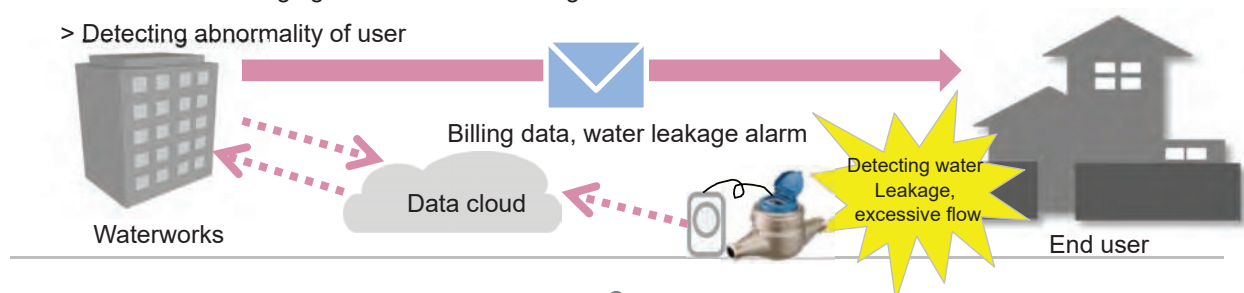 > Detecting abnormality of user
Billing data, water leakage alarm
Detecting water
Leakage,
excessive flow
Data cloud
Waterworks
End user